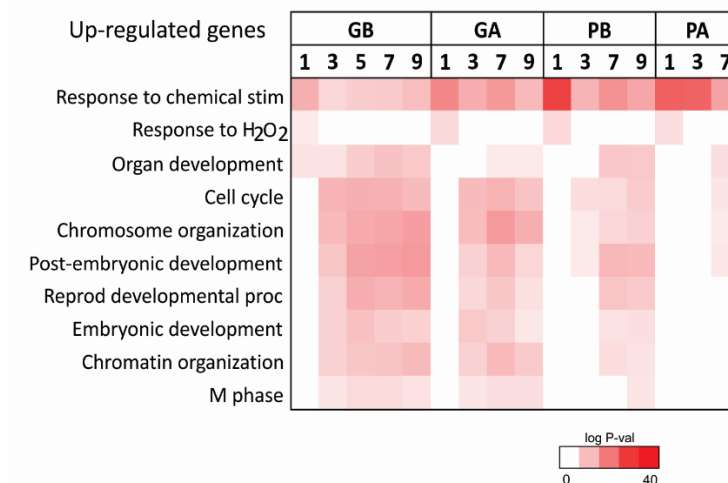 Up-regulated genes GB GA PB PA
1 3 5 7 9 1 3 7 9 1 3 7 9 1 3 7
Response to chemical stim
Response to H2O2
Organ development
Cell cycle
Chromosome organization
Post-embryonic development
Reprod developmental proc
Embryonic development
Chromatin organization
M phase
log P-val
0 40